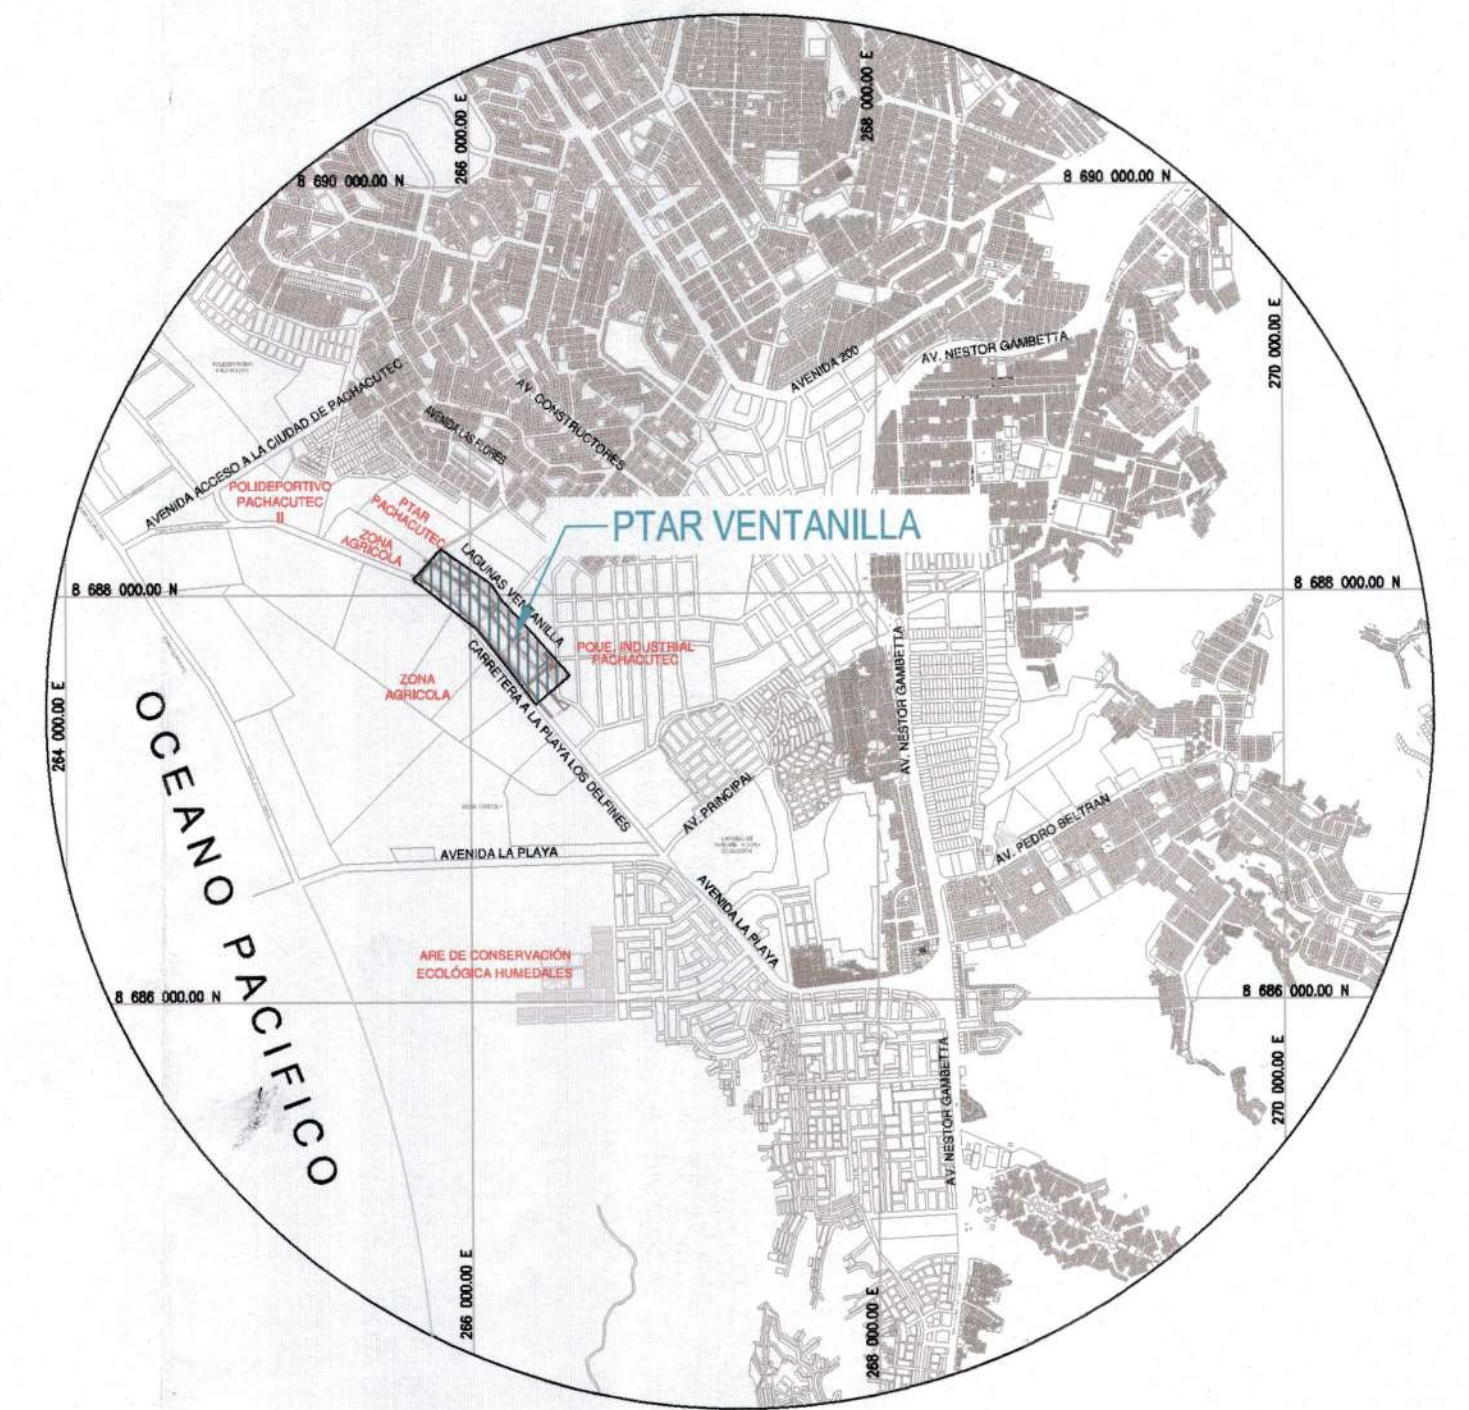 266 000.00 E
268 000.00 E
8 690 000.00 N
8 690 000.00 N
270 000.00 E
AV. NESTOR GAMBETTA
AVENIDA 200
AVENIDA ACCESO A LA CIUDAD DE PACHACUTEC
AV. CONSTRUCTORES
AVENIDA LAS FLORES
POLIDEPORTIVO
PACHACUTEC
II
PTAR
PACHACUTEC
ZONA
AGRICOLA
PTAR VENTANILLA
LAGUNAS VENTANILLA
8 688 000.00 N
8 688 000.00 N
PQUE. INDUSTRIAL
PACHACUTEC
ZONA
AGRICOLA
CARRETERA A LA PLAYA LOS DELFINES
AV. NESTOR GAMBETTA
264 000.00 E
OCEANO PACIFICO
AV. PRINCIPAL
AV. PEDRO BELTRAN
AVENIDA LA PLAYA
AVENIDA LA PLAYA
ARE DE CONSERVACIÓN
ECOLÓGICA HUMEDALES
8 686 000.00 N
8 686 000.00 N
AV. NESTOR GAMBETTA
270 000.00 E
266 000.00 E
268 000.00 E